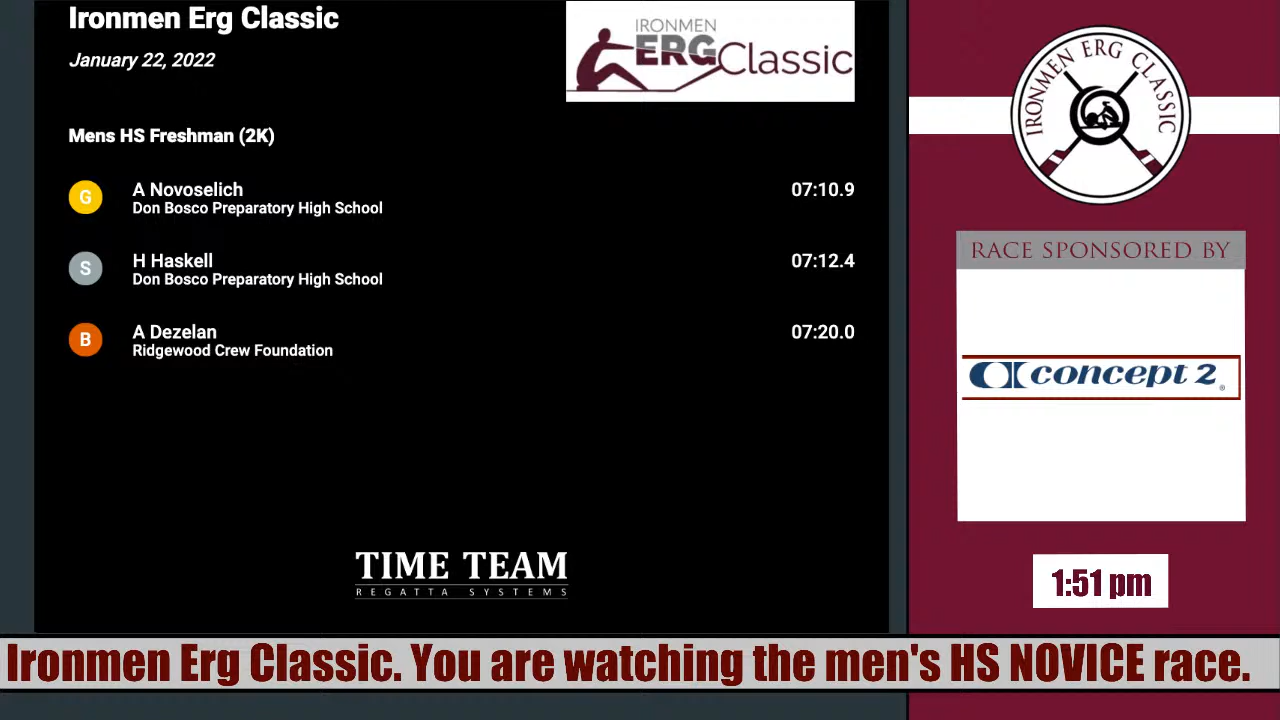 Ironmen Erg Classic
January 22, 2022
IRONMEN
ERG Classic
Mens HS Freshman (2K)
G
A Novoselich
07:10.9
Don Bosco Preparatory High School
S
H Haskell
07:12.4
Don Bosco Preparatory High School
B
A Dezelan
07:20.0
Ridgewood Crew Foundation
TIME TEAM
REGATTA SYSTEMS
IRONMEN ERG CLASSIC
RACE SPONSORED BY
concept 2®
1:51 pm
Ironmen Erg Classic. You are watching the men's HS NOVICE race.